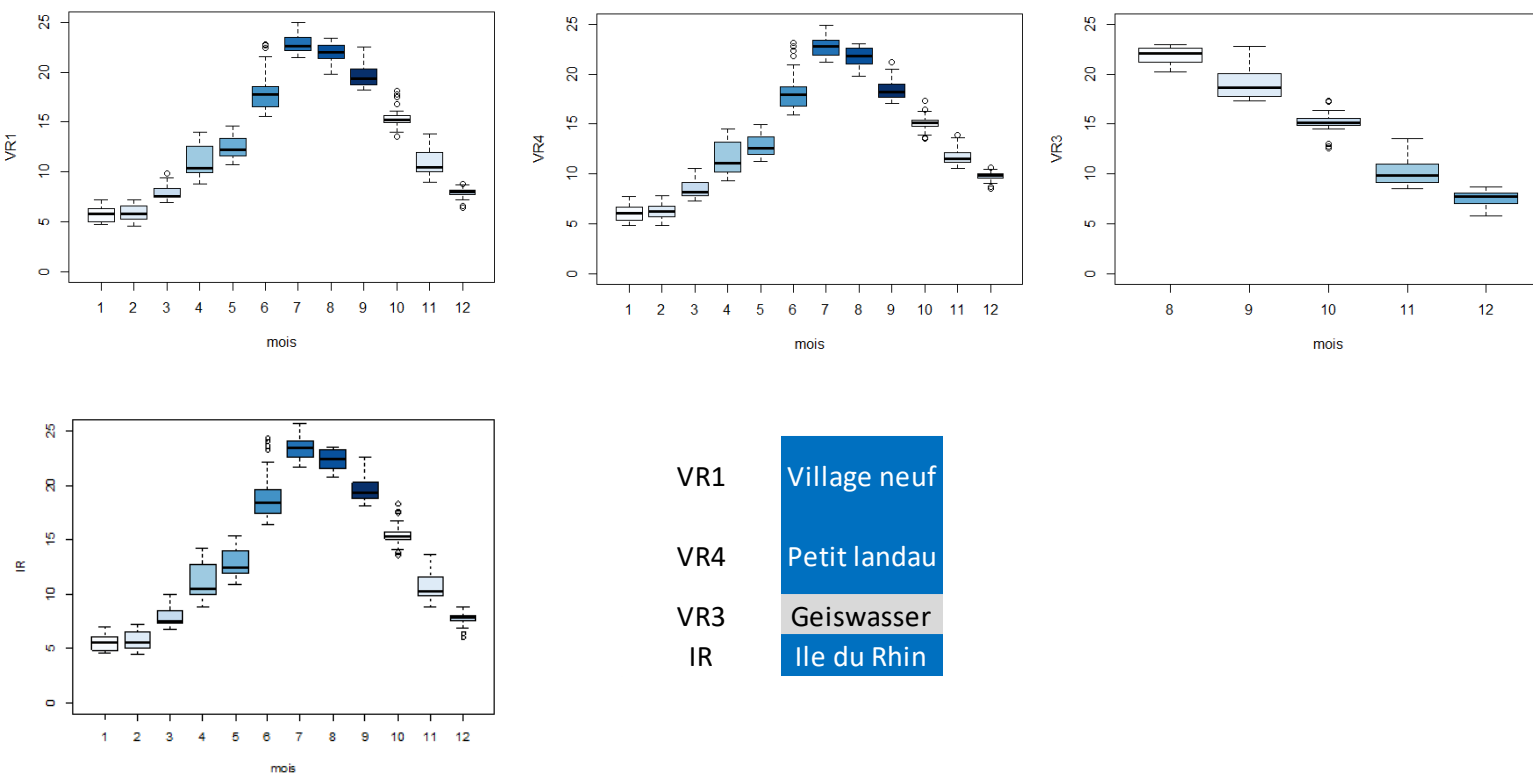 VR1
25
20
15
10
5
0
1 2 3 4 5 6 7 8 9 10 11 12
mois
VR4
25
20
15
10
5
0
1 2 3 4 5 6 7 8 9 10 11 12
mois
VR3
25
20
15
10
5
0
8 9 10 11 12
mois
IR
25
20
15
10
5
0
1 2 3 4 5 6 7 8 9 10 11 12
mois
VR1 Village neuf
VR4 Petit landau
VR3 Geiswasser
IR Ile du Rhin